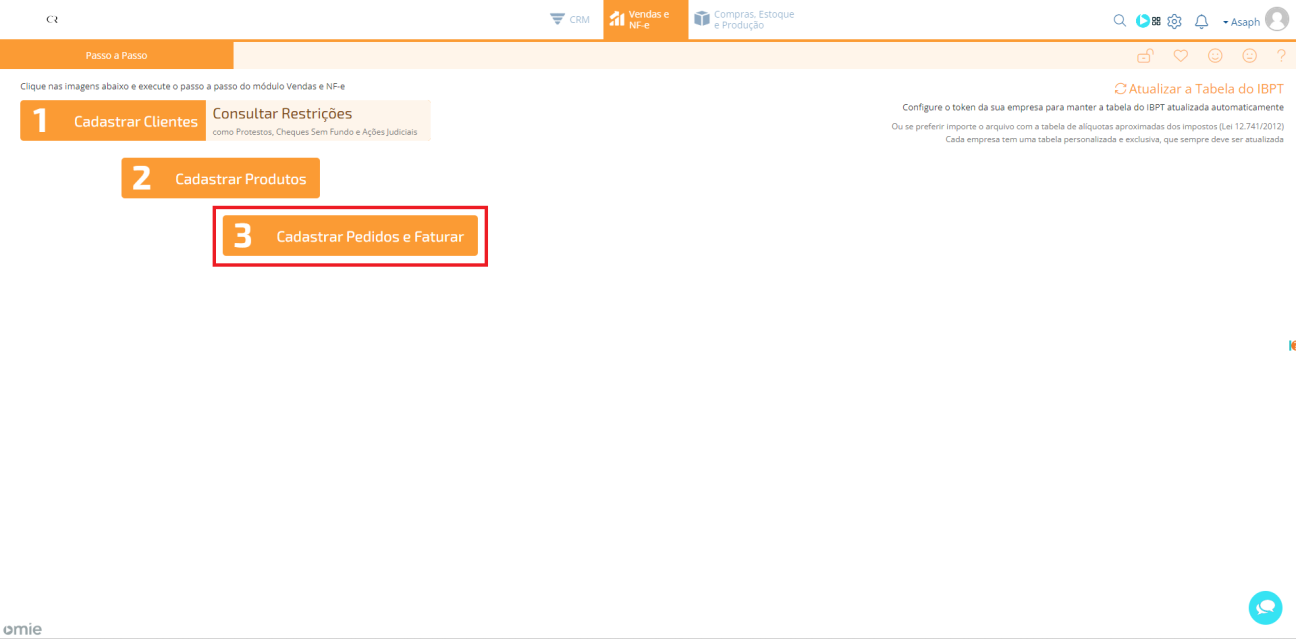 CR
CRM
Vendas e
NF-e
Compras, Estoque
e Produção
Asaph
Passo a Passo
?
Clique nas imagens abaixo e execute o passo a passo do módulo Vendas e NF-e
1 Cadastrar Clientes
Consultar Restrições
como Protestos, Cheques Sem Fundo e Ações Judiciais
2 Cadastrar Produtos
3 Cadastrar Pedidos e Faturar
Atualizar a Tabela do IBPT
Configure o token da sua empresa para manter a tabela do IBPT atualizada automaticamente
Ou se preferir importe o arquivo com a tabela de alíquotas aproximadas dos impostos (Lei 12.741/2012)
Cada empresa tem uma tabela personalizada e exclusiva, que sempre deve ser atualizada
omie